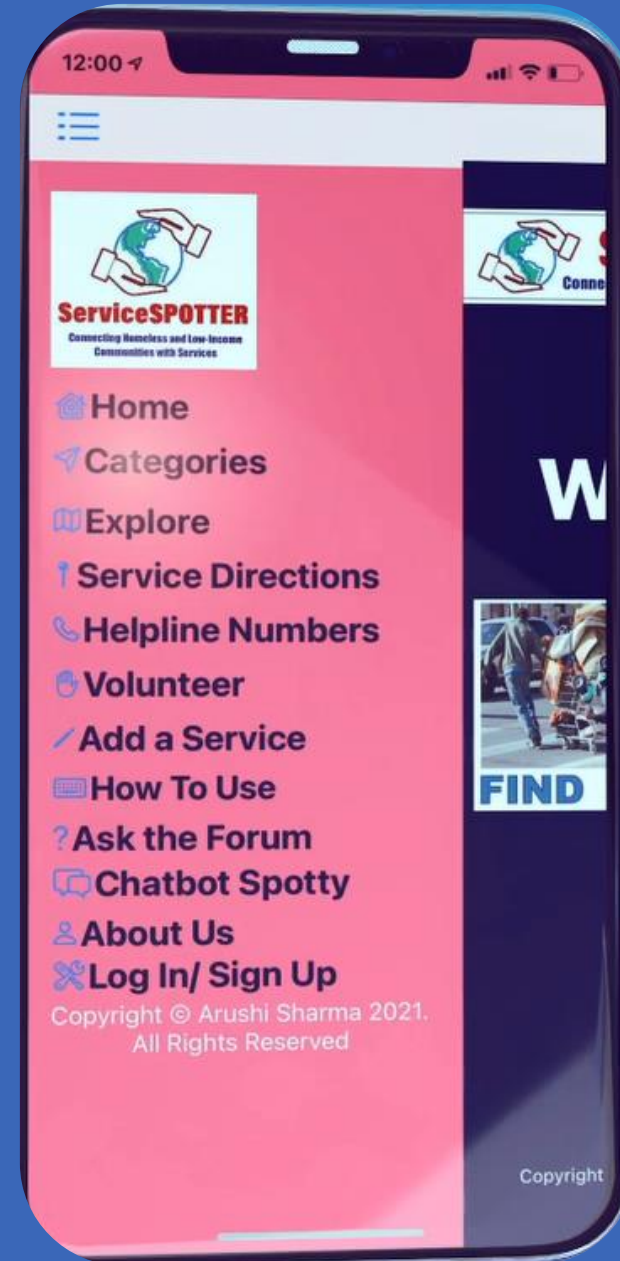 12:00
ServiceSPOTTER
Connecting Homeless and Low-Income
Communities with Services
Home
Categories
Explore
Service Directions
Helpline Numbers
Volunteer
Add a Service
How To Use
Ask the Forum
Chatbot Spotty
About Us
Log In/ Sign Up
Copyright © Arushi Sharma 2021.
All Rights Reserved
S
Conne
W
FIND
Copyright